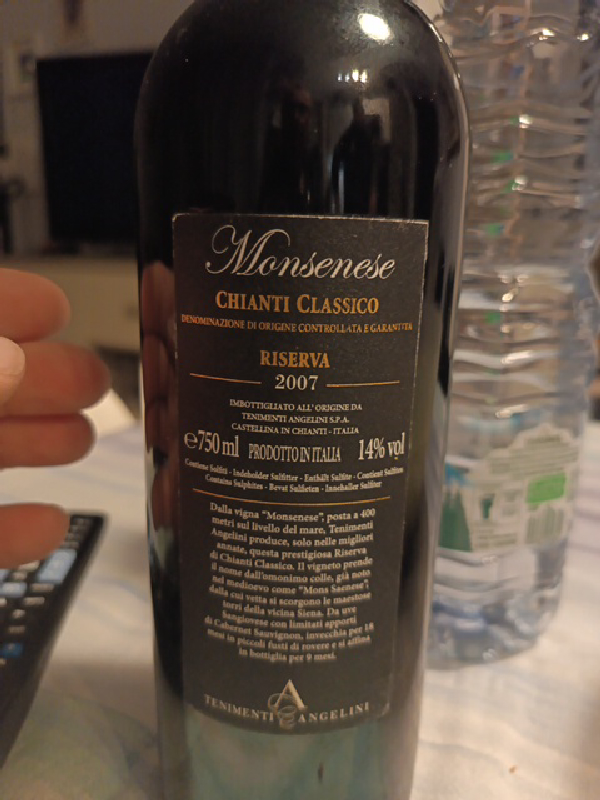 Monsenese
CHIANTI CLASSICO
DENOMINAZIONE DI ORIGINE CONTROLLATA E GARANTITA
RISERVA
2007
IMBOTTIGLIATO ALL'ORIGINE DA
TENIMENTI ANGELINI S.P.A.
CASTELLINA IN CHIANTI - ITALIA
℮750 ml PRODOTTO IN ITALIA 14% vol
Contiene Solfiti - Indeholder Sulfitter - Enthält Sulfite - Contient Sulfites
Contains Sulphites - Bevat Sulfieten - Innehaller Sulfiter
Dalla vigna "Monsenese", posta a 400
metri sul livello del mare, Tenimenti
Angelini produce, solo nelle migliori
annate, questa prestigiosa Riserva
di Chianti Classico. Il vigneto prende
il nome dall'omonimo colle, già noto
nel medioevo come "Mons Saenese",
dalla cui vetta si scorgono le maestose
torri della vicina Siena. Da uve
Sangiovese con limitati apporti
di Cabernet Sauvignon, invecchia per 18
mesi in piccoli fusti di rovere e si affina
in bottiglia per 9 mesi.
TENIMENTI ANGELINI